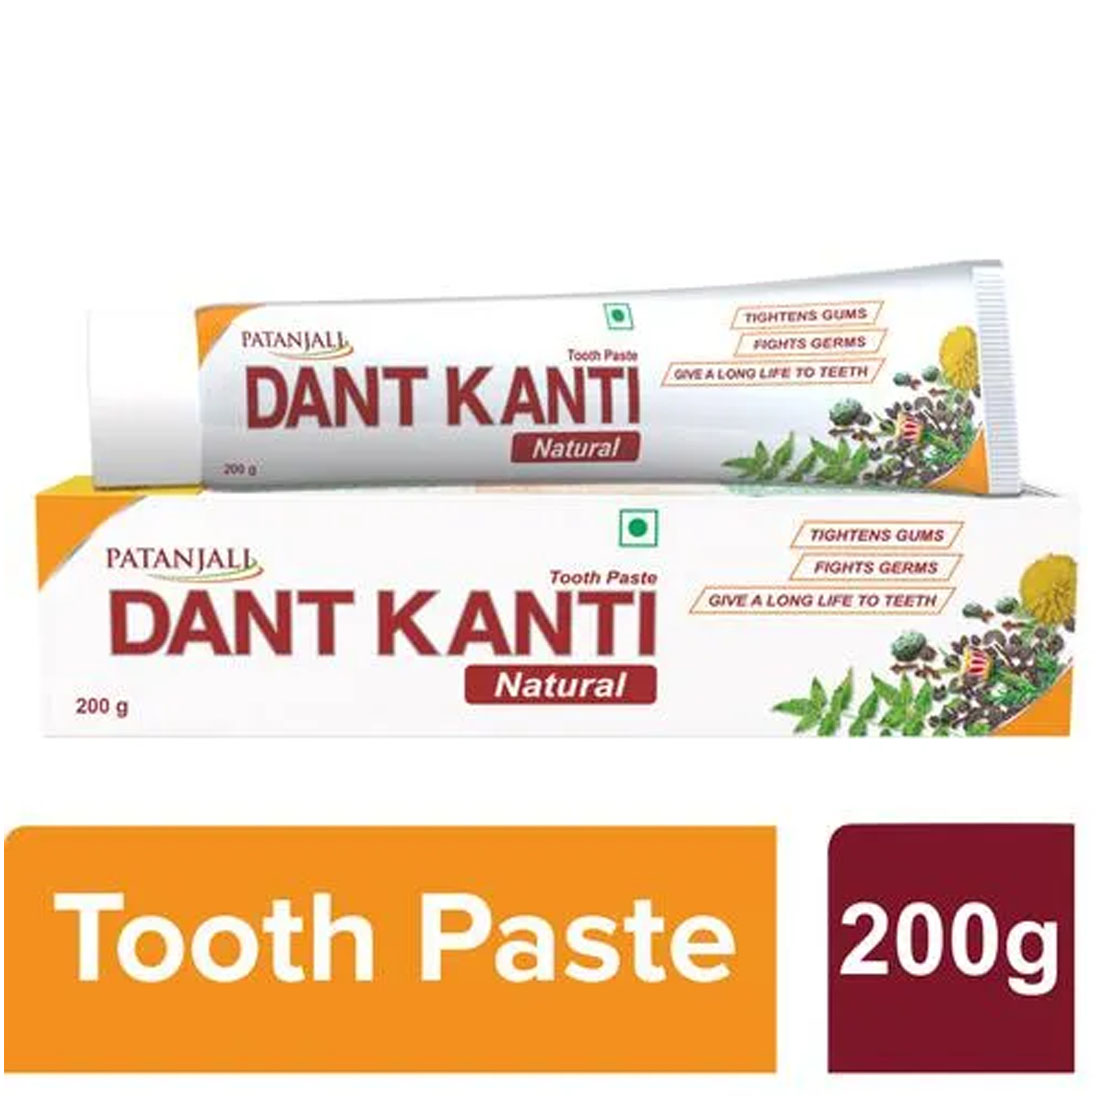 PATANJALI
Tooth Paste
DANT KANTI
Natural
200 g
TIGHTENS GUMS
FIGHTS GERMS
GIVE A LONG LIFE TO TEETH
PATANJALI
Tooth Paste
DANT KANTI
Natural
200 g
TIGHTENS GUMS
FIGHTS GERMS
GIVE A LONG LIFE TO TEETH
Tooth Paste
200g